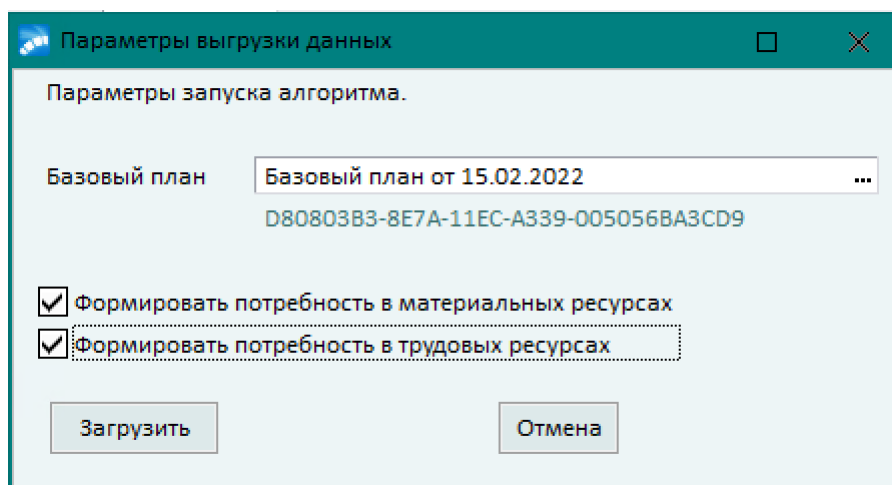 Параметры выгрузки данных
Параметры запуска алгоритма.
Базовый план Базовый план от 15.02.2022 ...
D80803B3-8E7A-11EC-A339-005056BA3CD9
Формировать потребность в материальных ресурсах
Формировать потребность в трудовых ресурсах
Загрузить Отмена